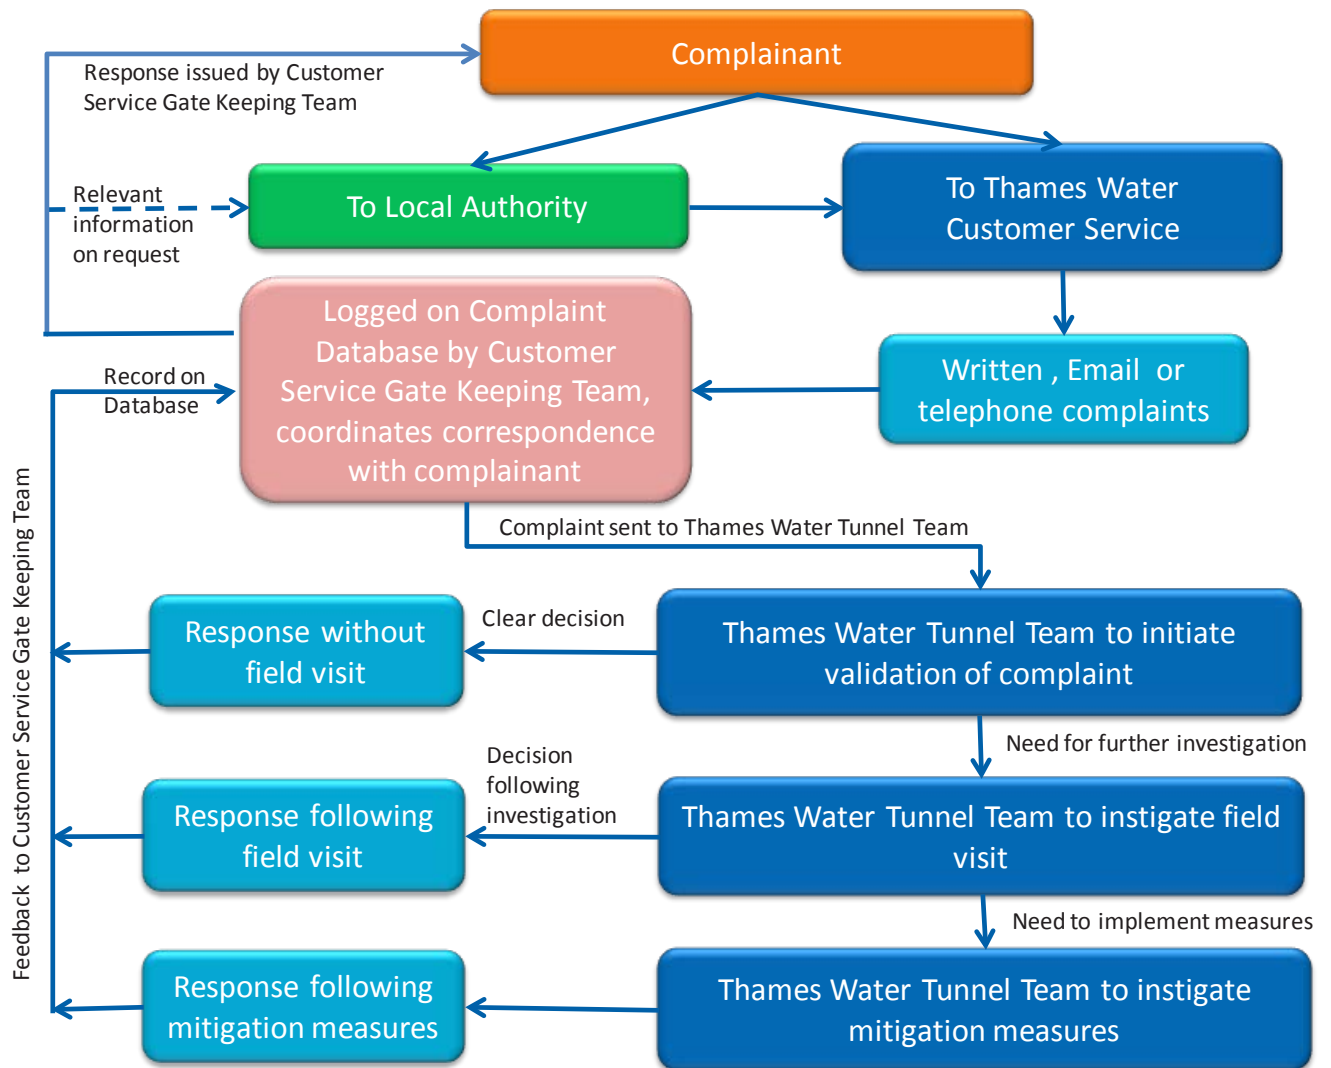 Complainant
Response issued by Customer
Service Gate Keeping Team
To Local Authority
To Thames Water
Customer Service
Relevant
information
on request
Logged on Complaint
Database by Customer
Service Gate Keeping Team,
coordinates correspondence
with complainant
Written , Email or
telephone complaints
Record on
Database
Complaint sent to Thames Water Tunnel Team
Response without
field visit
Clear decision
Thames Water Tunnel Team to initiate
validation of complaint
Need for further investigation
Decision
following
investigation
Response following
field visit
Thames Water Tunnel Team to instigate field
visit
Need to implement measures
Response following
mitigation measures
Thames Water Tunnel Team to instigate
mitigation measures
Feedback to Customer Service Gate Keeping Team